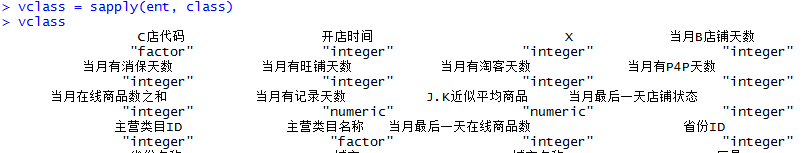 > vclass = sapply(ent, class)
> vclass
C店代码 开店时间 X 当月B店铺天数
"factor" "integer" "integer" "integer"
当月有消保天数 当月有旺铺天数 当月有淘客天数 当月有P4P天数
"integer" "integer" "integer" "integer"
当月在线商品数之和 当月有记录天数 J.K近似平均商品 当月最后一天店铺状态
"integer" "numeric" "numeric" "integer"
主营类目ID 主营类目名称 当月最后一天在线商品数 省份ID
"integer" "factor" "integer" "integer"